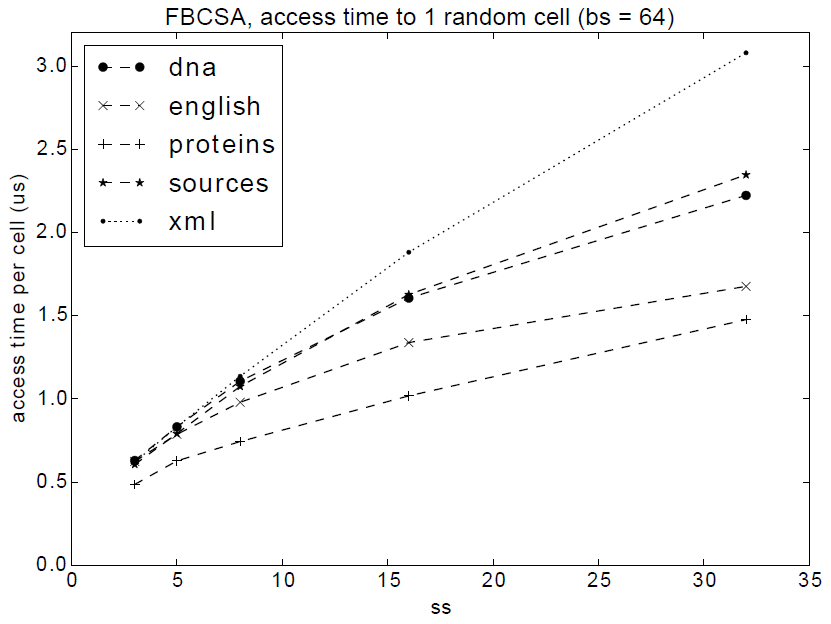 FBCSA, access time to 1 random cell (bs = 64)
dna
english
proteins
sources
xml
access time per cell (us)
3.0
2.5
2.0
1.5
1.0
0.5
0.0
0 5 10 15 20 25 30 35
ss